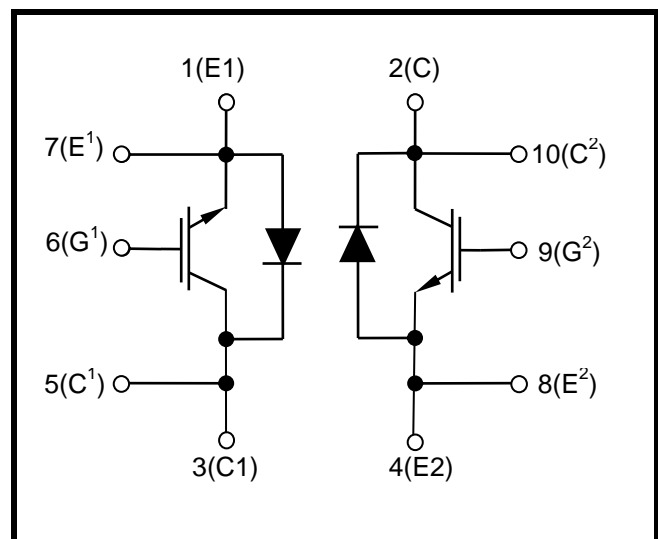 1(E1)
2(C)
7(E¹)
10(C²)
6(G¹)
9(G²)
5(C¹)
8(E²)
3(C1)
4(E2)